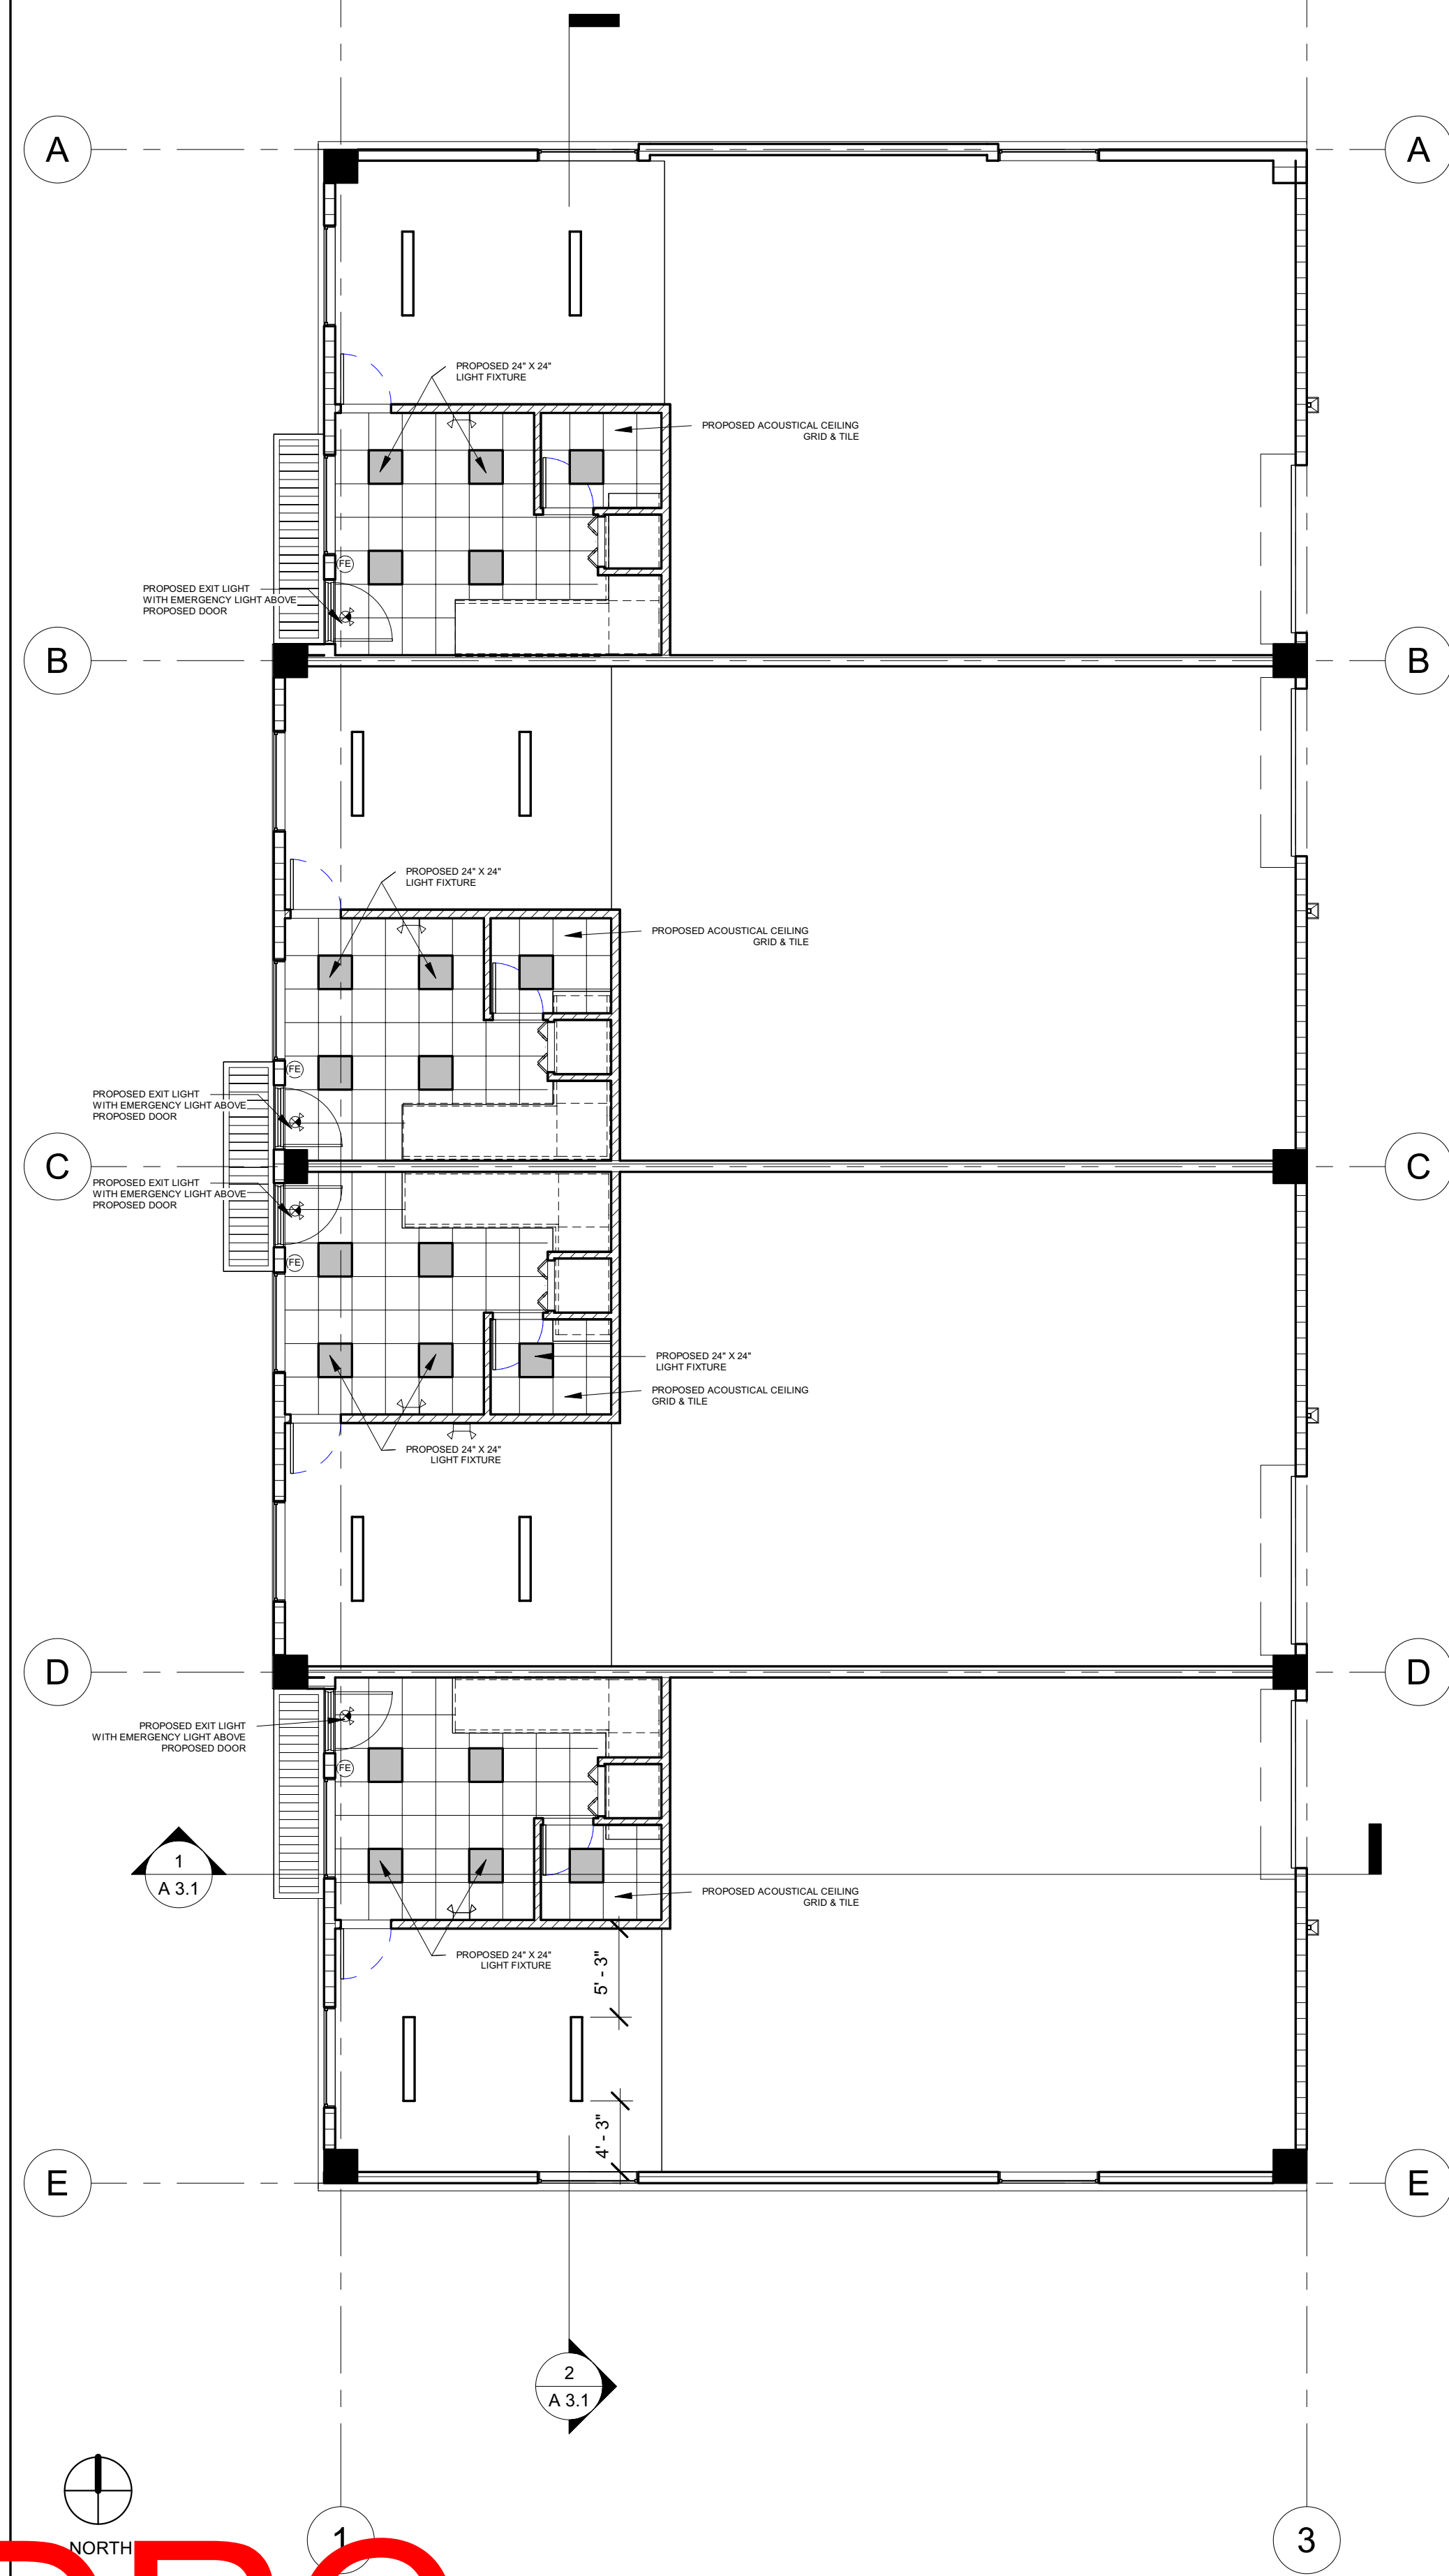 A
A
PROPOSED 24" X 24"
LIGHT FIXTURE
PROPOSED ACOUSTICAL CEILING
GRID & TILE
FE
PROPOSED EXIT LIGHT
WITH EMERGENCY LIGHT ABOVE
PROPOSED DOOR
B
B
PROPOSED 24" X 24"
LIGHT FIXTURE
PROPOSED ACOUSTICAL CEILING
GRID & TILE
FE
PROPOSED EXIT LIGHT
WITH EMERGENCY LIGHT ABOVE
PROPOSED DOOR
C
C
PROPOSED EXIT LIGHT
WITH EMERGENCY LIGHT ABOVE
PROPOSED DOOR
FE
PROPOSED 24" X 24"
LIGHT FIXTURE
PROPOSED ACOUSTICAL CEILING
GRID & TILE
PROPOSED 24" X 24"
LIGHT FIXTURE
D
D
PROPOSED EXIT LIGHT
WITH EMERGENCY LIGHT ABOVE
PROPOSED DOOR
FE
1
A 3.1
PROPOSED ACOUSTICAL CEILING
GRID & TILE
PROPOSED 24" X 24"
LIGHT FIXTURE
5' - 3"
4' - 3"
E
E
2
A 3.1
NORTH
1
3